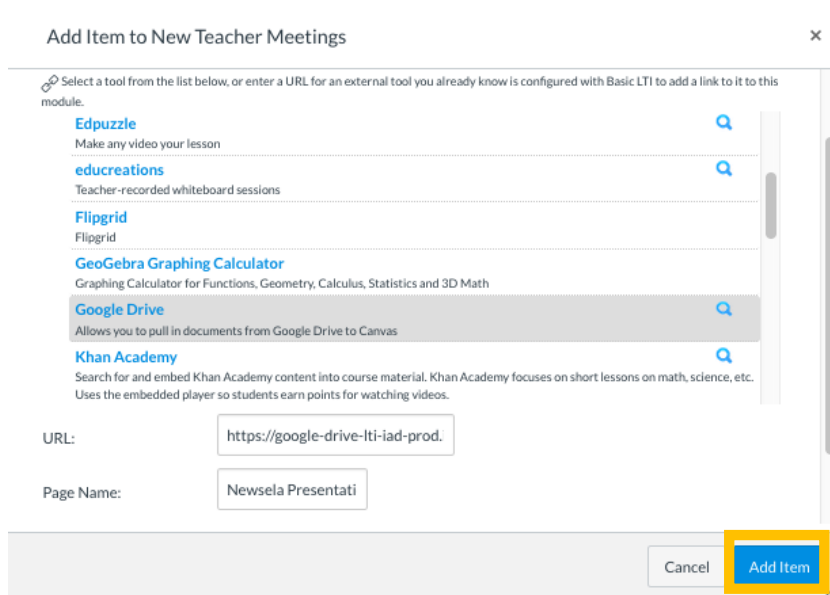 Add Item to New Teacher Meetings
×
Select a tool from the list below, or enter a URL for an external tool you already know is configured with Basic LTI to add a link to it to this
module.
Edpuzzle
Make any video your lesson
educreations
Teacher-recorded whiteboard sessions
Flipgrid
Flipgrid
GeoGebra Graphing Calculator
Graphing Calculator for Functions, Geometry, Calculus, Statistics and 3D Math
Google Drive
Allows you to pull in documents from Google Drive to Canvas
Khan Academy
Search for and embed Khan Academy content into course material. Khan Academy focuses on short lessons on math, science, etc.
Uses the embedded player so students earn points for watching videos.
URL: https://google-drive-lti-iad-prod.
Page Name: Newsela Presentati
Cancel Add Item